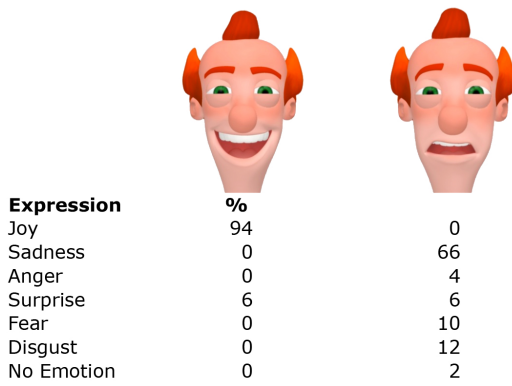 Expression %
Joy 94 0
Sadness 0 66
Anger 0 4
Surprise 6 6
Fear 0 10
Disgust 0 12
No Emotion 0 2